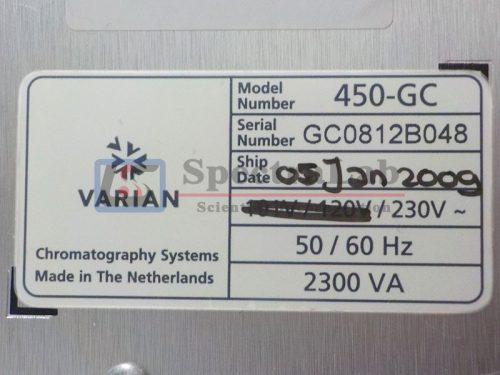 VARIAN
Chromatography Systems
Made in The Netherlands
Model Number 450-GC
Serial Number GC0812B048
Ship Date 05 Jan 2009
/ 120V / 230V ~
50 / 60 Hz
2300 VA